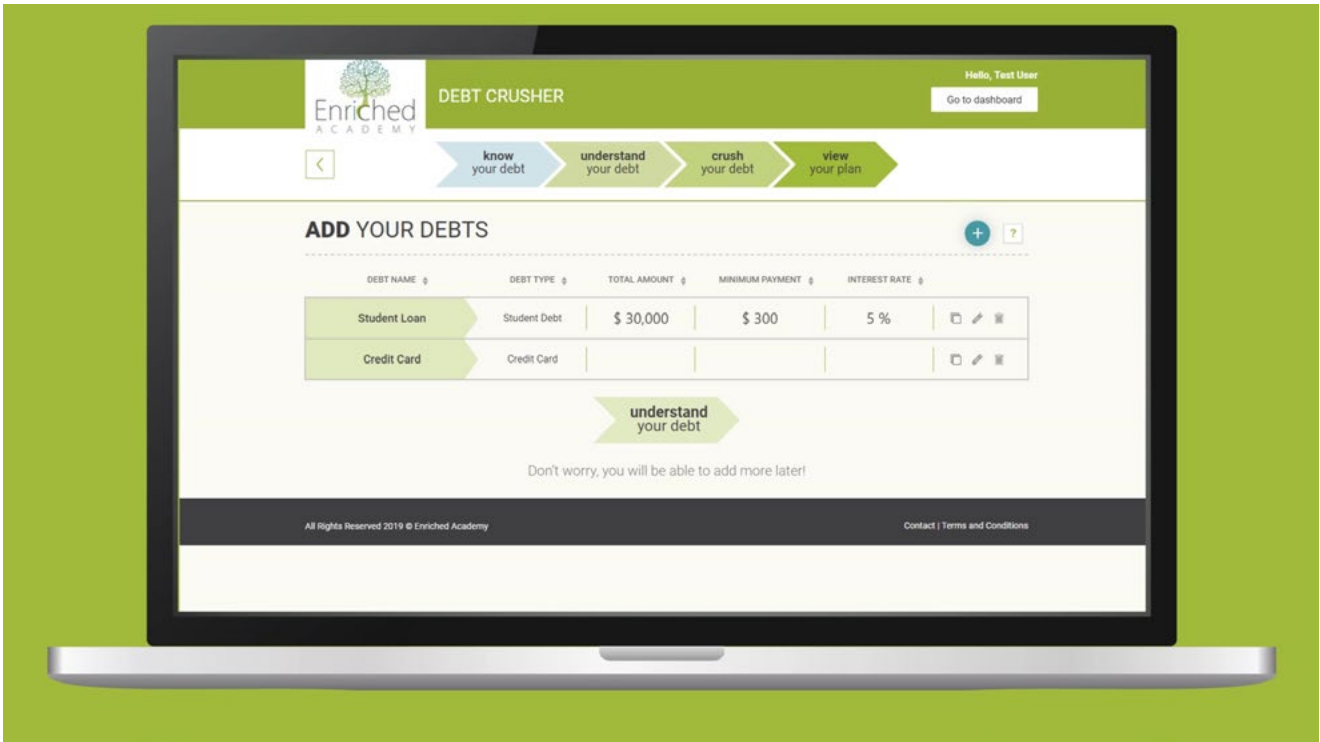 Enriched
ACADEMY
DEBT CRUSHER
Hello, Test User
Go to dashboard
know
your debt
understand
your debt
crush
your debt
view
your plan
ADD YOUR DEBTS
+
?
DEBT NAME
DEBT TYPE
TOTAL AMOUNT
MINIMUM PAYMENT
INTEREST RATE
Student Loan
Student Debt
$ 30,000
$ 300
5 %
Credit Card
Credit Card
understand
your debt
Don't worry, you will be able to add more later!
All Rights Reserved 2019 © Enriched Academy
Contact | Terms and Conditions